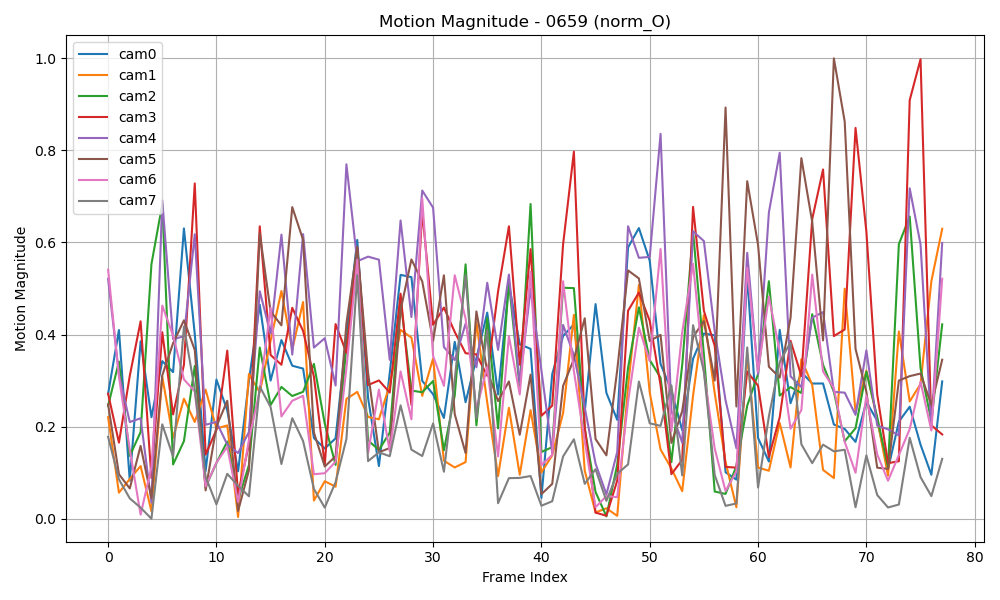 Motion Magnitude - 0659 (norm_O)
cam0
cam1
cam2
cam3
cam4
cam5
cam6
cam7
1.0
0.8
0.6
0.4
0.2
0.0
Motion Magnitude
0 10 20 30 40 50 60 70 80
Frame Index